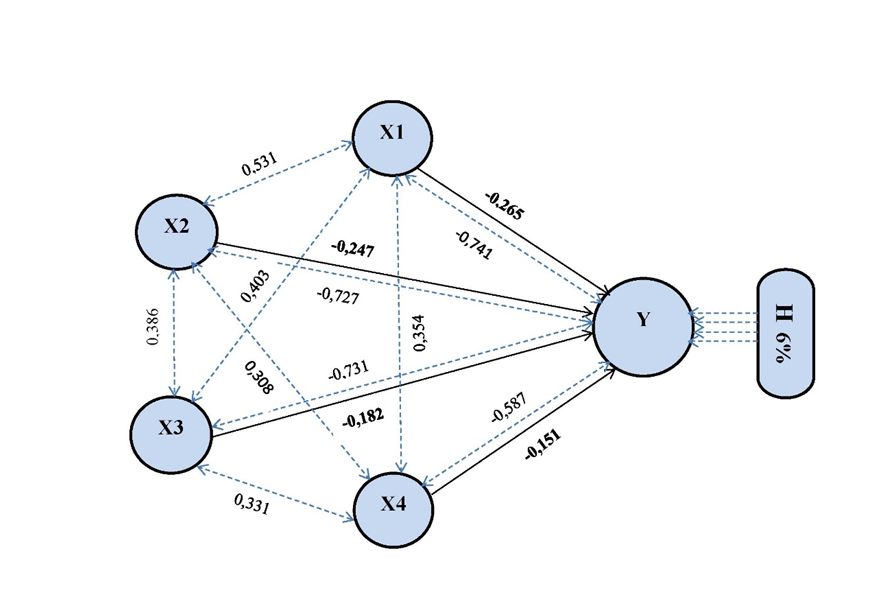 X1
0,531
-0,265
X2
-0,741
-0,247
0,403
-0,727
H 6%
Y
0,386
0,354
0,308
-0.731
-0,587
-0,182
X3
-0,151
X4
0,331